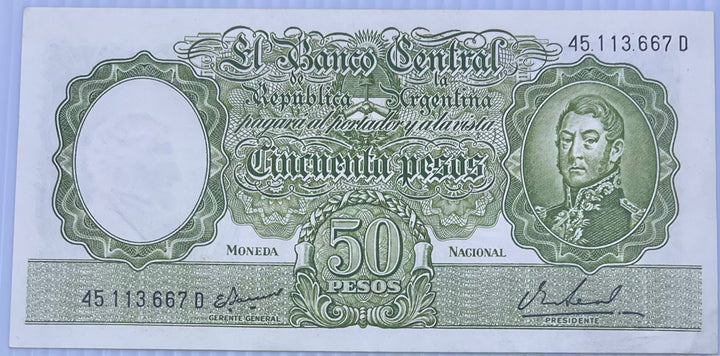 El Banco Central
45.113.667 D
de la
República Argentina
pagará al portador y a la vista
Cincuenta pesos
MONEDA 50 NACIONAL
PESOS
45.113.667 D
GERENTE GENERAL
PRESIDENTE